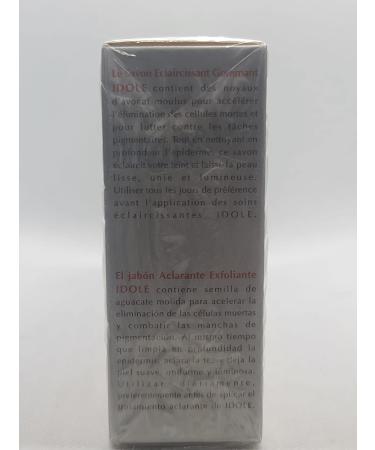 Le Savon Eclaircissant Gommant
IDOLE contient des noyaux
d'avocat moulus pour accélérer
l'élimination des cellules mortes et
pour lutter contre les tâches
pigmentaires. Tout en nettoyant en
profondeur l'épiderme, ce savon
éclaircit votre teint et laisse la peau
lisse, unie et lumineuse.
Utiliser tous les jours de préférence
avant l'application des soins
éclaircissantes IDOLE.
El jabón Aclarante Exfoliante
IDOLE contiene semilla de
aguacate molida para acelerar la
eliminación de las células muertas
y combatir las manchas de
pigmentación. Al mismo tiempo
que limpia en profundidad la
epidermis, aclara la tez y deja la
piel suave, uniforme y luminosa.
Utilizar diariamente,
preferentemente antes de aplicar el
tratamiento aclarante de IDOLE.